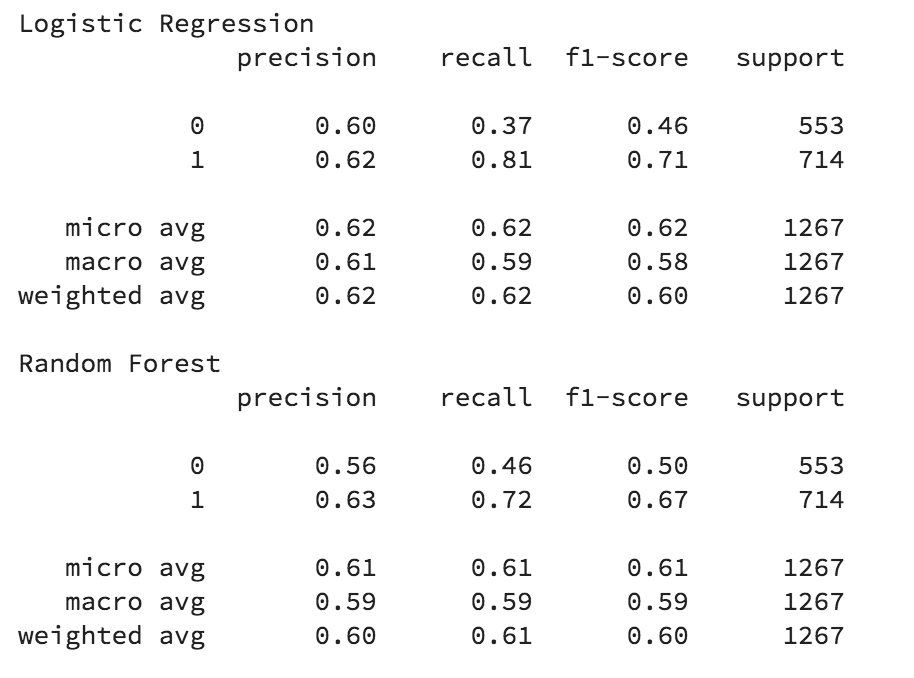 Logistic Regression
precision recall f1-score support
0 0.60 0.37 0.46 553
1 0.62 0.81 0.71 714
micro avg 0.62 0.62 0.62 1267
macro avg 0.61 0.59 0.58 1267
weighted avg 0.62 0.62 0.60 1267
Random Forest
precision recall f1-score support
0 0.56 0.46 0.50 553
1 0.63 0.72 0.67 714
micro avg 0.61 0.61 0.61 1267
macro avg 0.59 0.59 0.59 1267
weighted avg 0.60 0.61 0.60 1267